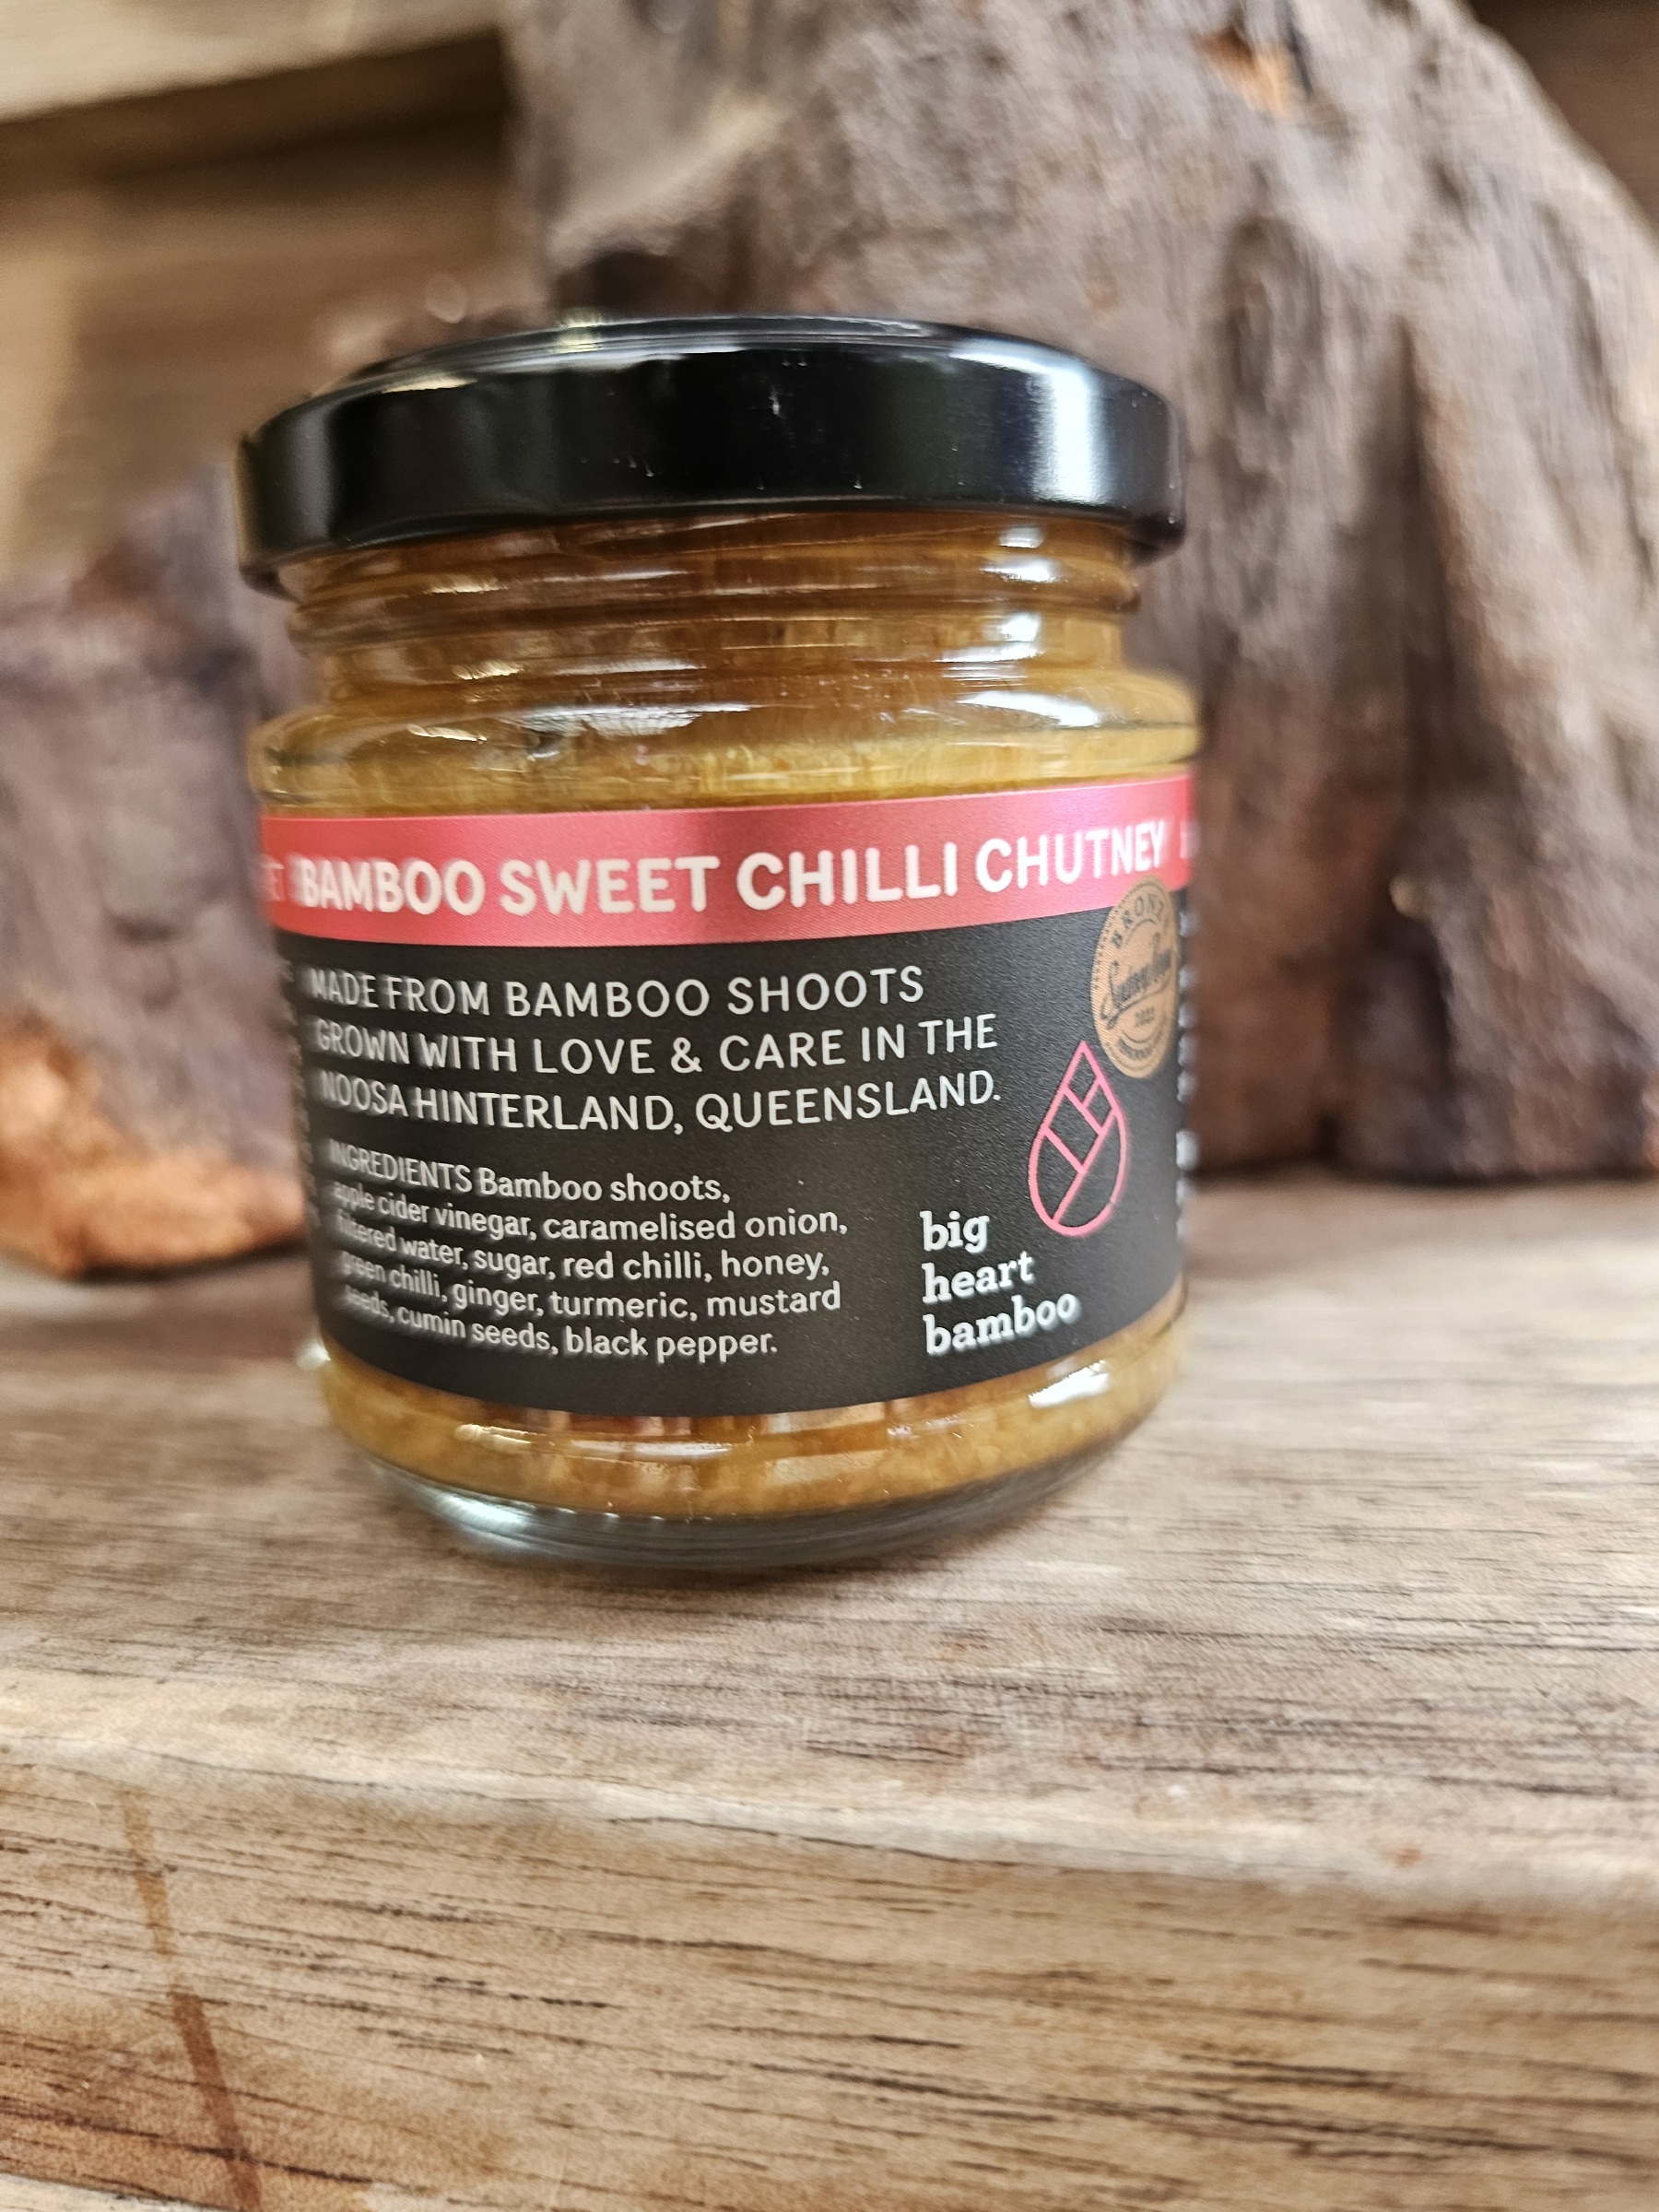 BAMBOO SWEET CHILLI CHUTNEY
MADE FROM BAMBOO SHOOTS
GROWN WITH LOVE & CARE IN THE
NOOSA HINTERLAND, QUEENSLAND.
INGREDIENTS Bamboo shoots,
apple cider vinegar, caramelised onion,
filtered water, sugar, red chilli, honey,
green chilli, ginger, turmeric, mustard
seeds, cumin seeds, black pepper.
big
heart
bamboo
BRONZE